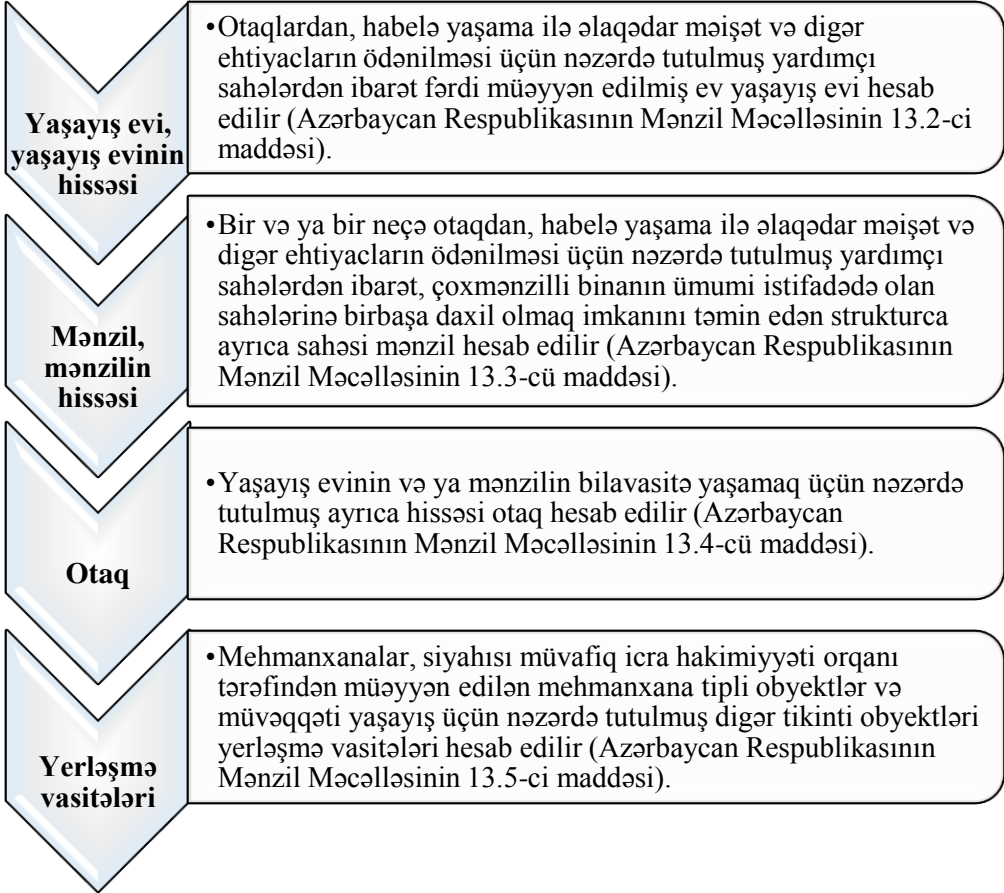 Yaşayış evi,
yaşayış evinin
hissəsi
•Otaqlardan, habelə yaşama ilə əlaqədar məişət və digər
ehtiyacların ödənilməsi üçün nəzərdə tutulmuş yardımçı
sahələrdən ibarət fərdi müəyyən edilmiş ev yaşayış evi hesab
edilir (Azərbaycan Respublikasının Mənzil Məcəlləsinin 13.2-ci
maddəsi).
Mənzil,
mənzilin
hissəsi
•Bir və ya bir neçə otaqdan, habelə yaşama ilə əlaqədar məişət və
digər ehtiyacların ödənilməsi üçün nəzərdə tutulmuş yardımçı
sahələrdən ibarət, çoxmənzilli binanın ümumi istifadədə olan
sahələrinə birbaşa daxil olmaq imkanını təmin edən strukturca
ayrıca sahəsi mənzil hesab edilir (Azərbaycan Respublikasının
Mənzil Məcəlləsinin 13.3-cü maddəsi).
Otaq
•Yaşayış evinin və ya mənzilin bilavasitə yaşamaq üçün nəzərdə
tutulmuş ayrıca hissəsi otaq hesab edilir (Azərbaycan
Respublikasının Mənzil Məcəlləsinin 13.4-cü maddəsi).
Yerləşmə
vasitələri
•Mehmanxanalar, siyahısı müvafiq icra hakimiyyəti orqanı
tərəfindən müəyyən edilən mehmanxana tipli obyektlər və
müvəqqəti yaşayış üçün nəzərdə tutulmuş digər tikinti obyektləri
yerləşmə vasitələri hesab edilir (Azərbaycan Respublikasının
Mənzil Məcəlləsinin 13.5-ci maddəsi).